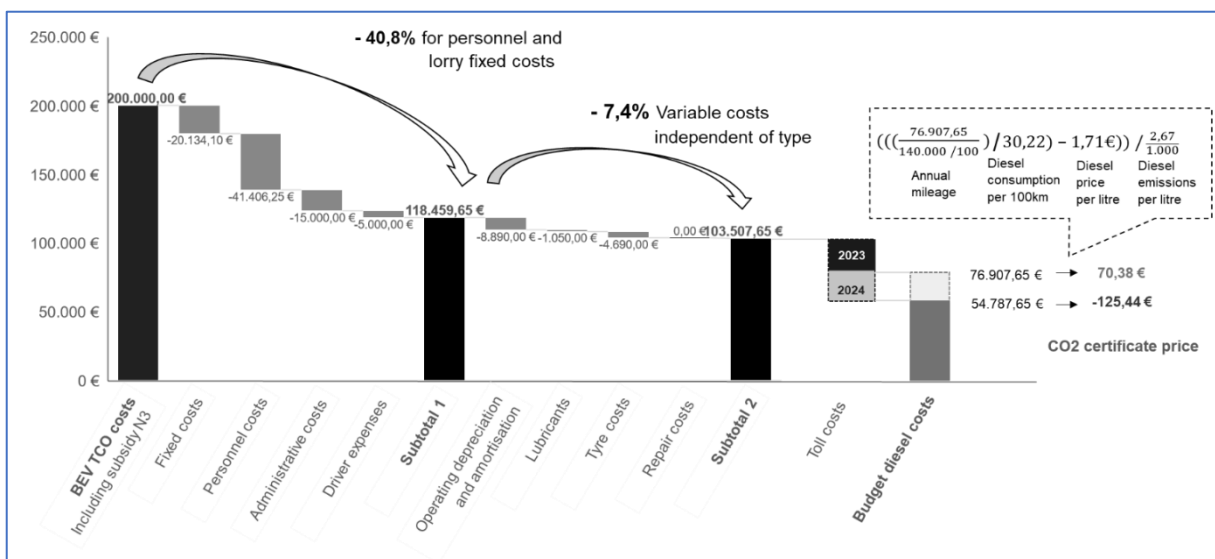 250.000 €
200.000 €
150.000 €
100.000 €
50.000 €
0 €
- 40,8% for personnel and
lorry fixed costs
- 7,4% Variable costs
independent of type
200.000,00 €
-20.134,10 €
-41.406,25 €
-15.000,00 €
-5.000,00 €
118.459,65 €
-8.890,00 €
-1.050,00 €
-4.690,00 €
0,00 €
103.507,65 €
2023
2024
(((76.907,65 / 140.000 /100)/30,22) – 1,71€)) / 2,67 / 1.000
Annual
mileage
Diesel
consumption
per 100km
Diesel
price
per litre
Diesel
emissions
per litre
76.907,65 €
70,38 €
54.787,65 €
-125,44 €
CO2 certificate price
BEV TCO costs
Including subsidy N3
Fixed costs
Personnel costs
Administrative costs
Driver expenses
Subtotal 1
Operating depreciation
and amortisation
Lubricants
Tyre costs
Repair costs
Subtotal 2
Toll costs
Budget diesel costs